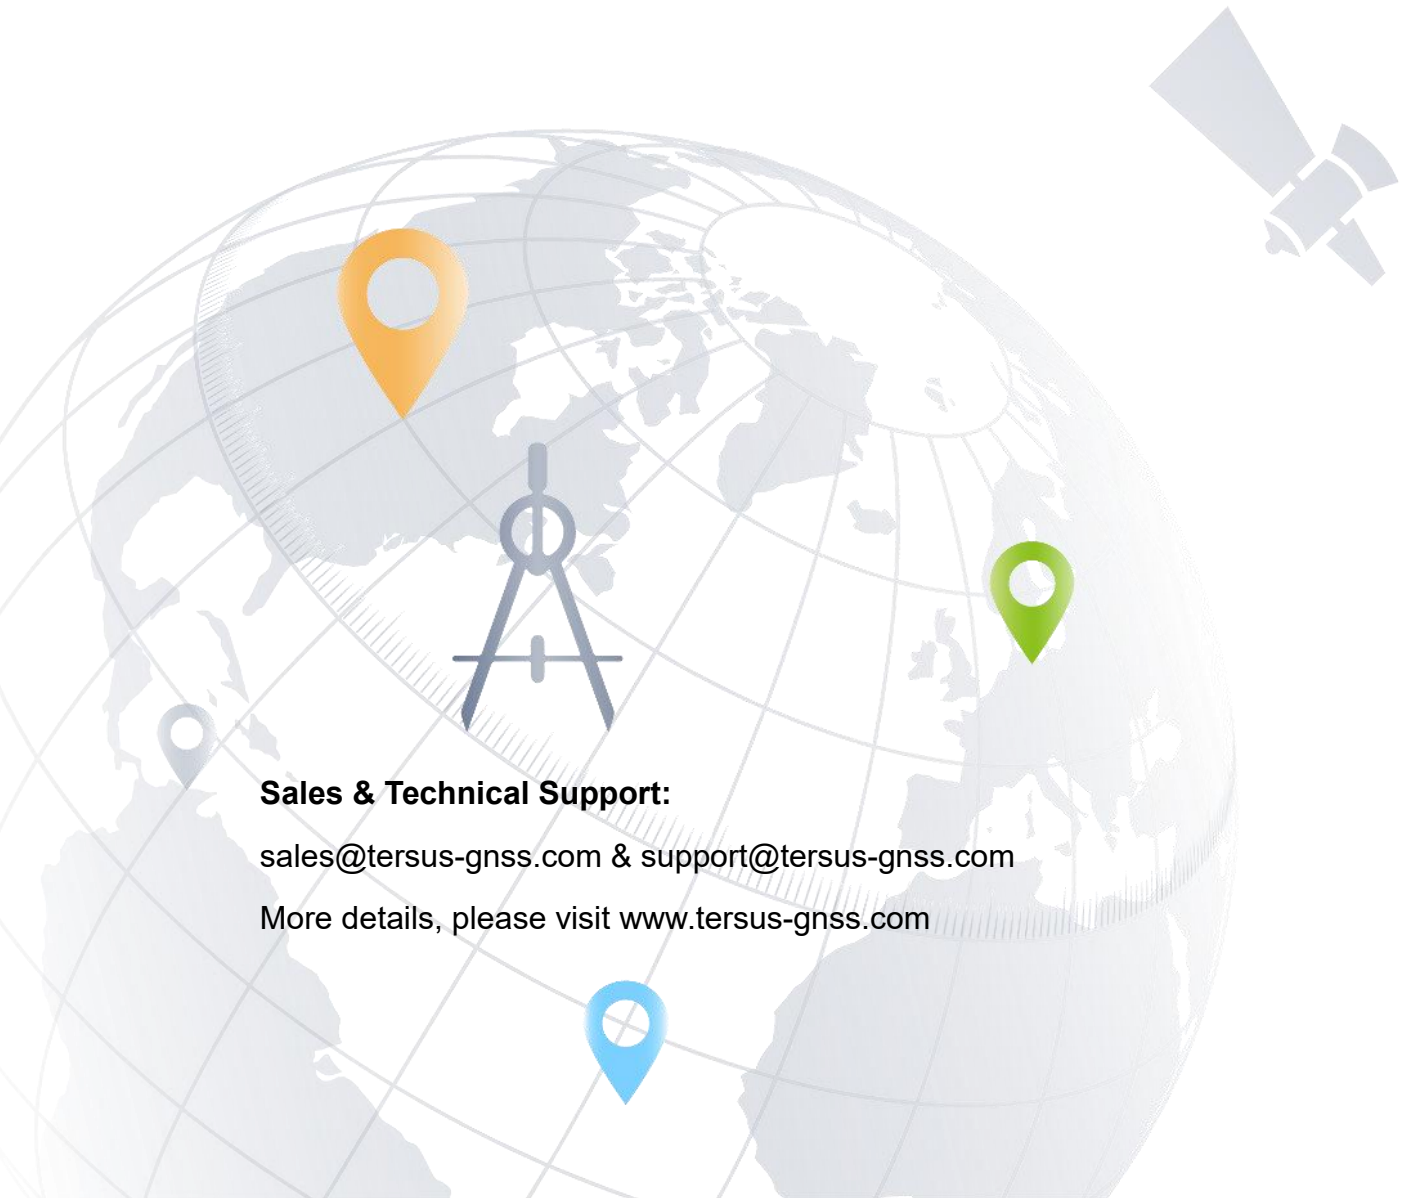 Sales & Technical Support:
sales@tersus-gnss.com & support@tersus-gnss.com
More details, please visit www.tersus-gnss.com